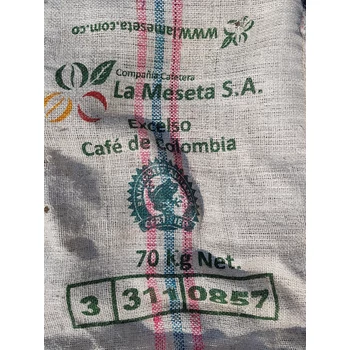 www.lameseta.com.co
Compañía Cafetera
La Meseta S.A.
Excelso
Café de Colombia
CERTIFIED
70 kg Net.
3 311 0857